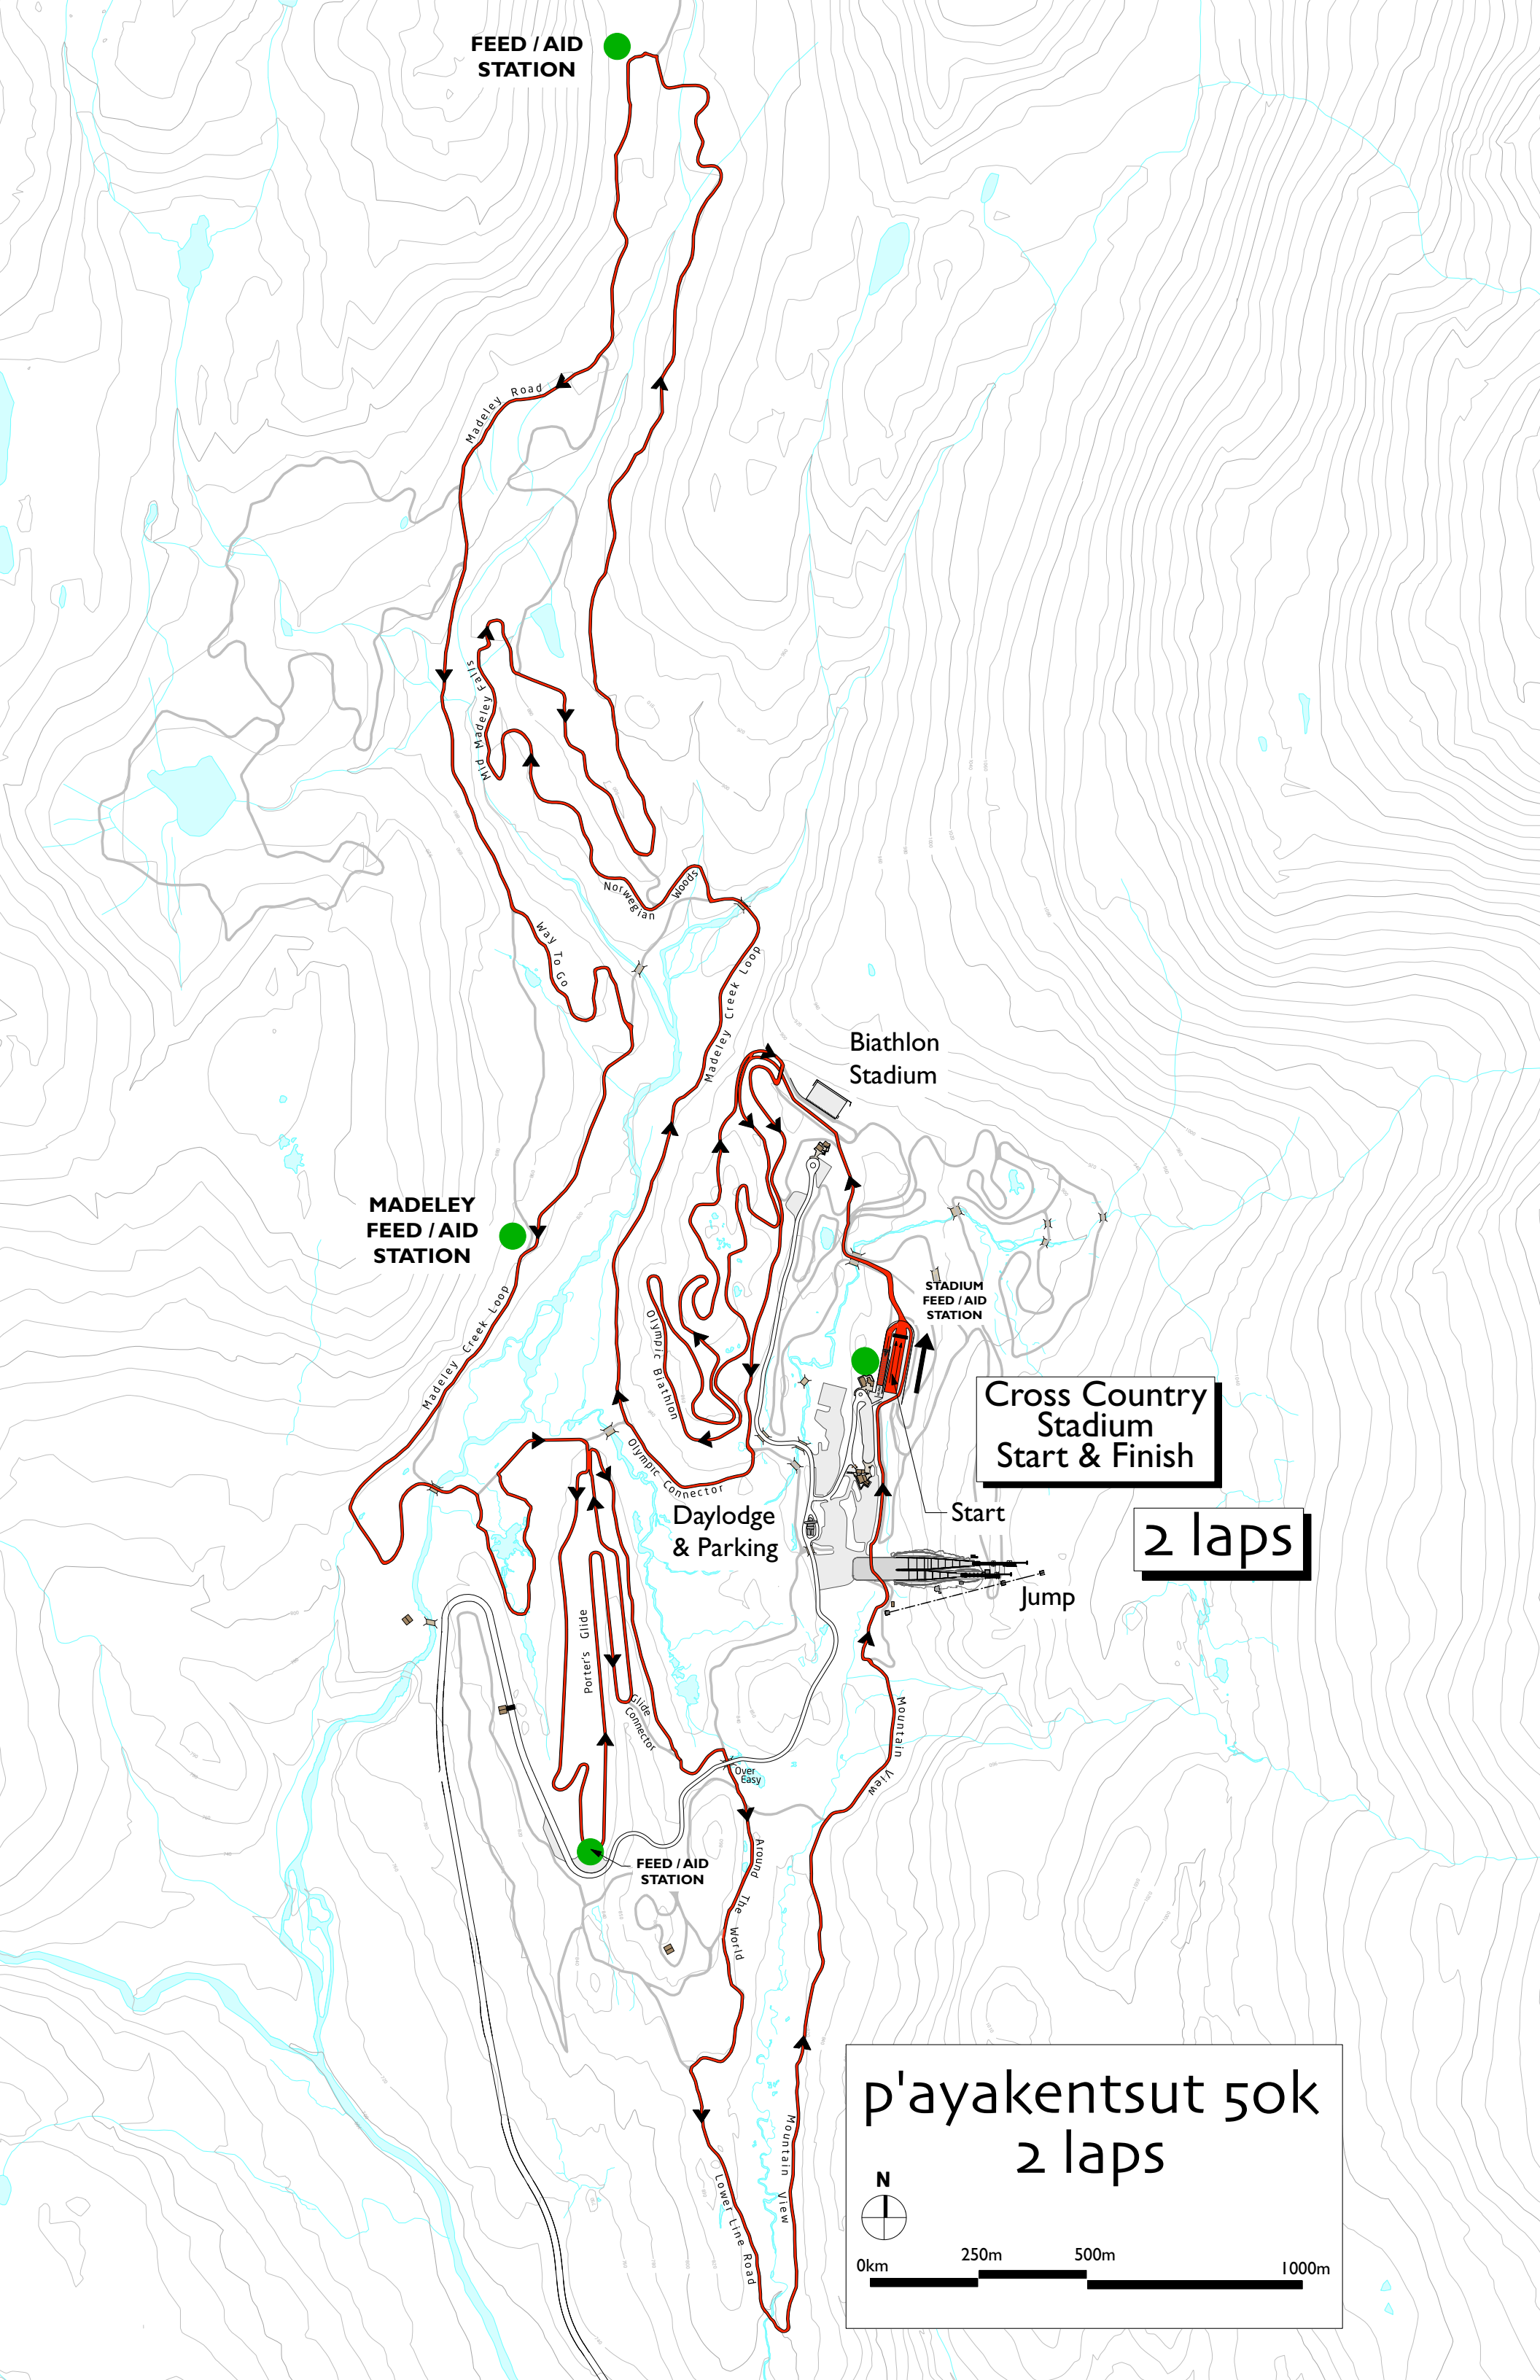 FEED / AID
STATION
Madeley Road
Mid Madeley Falls
Norwegian Woods
Way To Go
Madeley Creek Loop
Biathlon
Stadium
MADELEY
FEED / AID
STATION
Madeley Creek Loop
Olympic Biathlon
STADIUM
FEED / AID
STATION
Cross Country
Stadium
Start & Finish
Olympic Connector
Daylodge
& Parking
Start
2 laps
Jump
Porter's Glide
Glide
Connector
Mountain View
Over
Easy
Around The World
FEED / AID
STATION
Mountain View
Lower Line Road
p'ayakentsut 50k
2 laps
N
0km
250m
500m
1000m